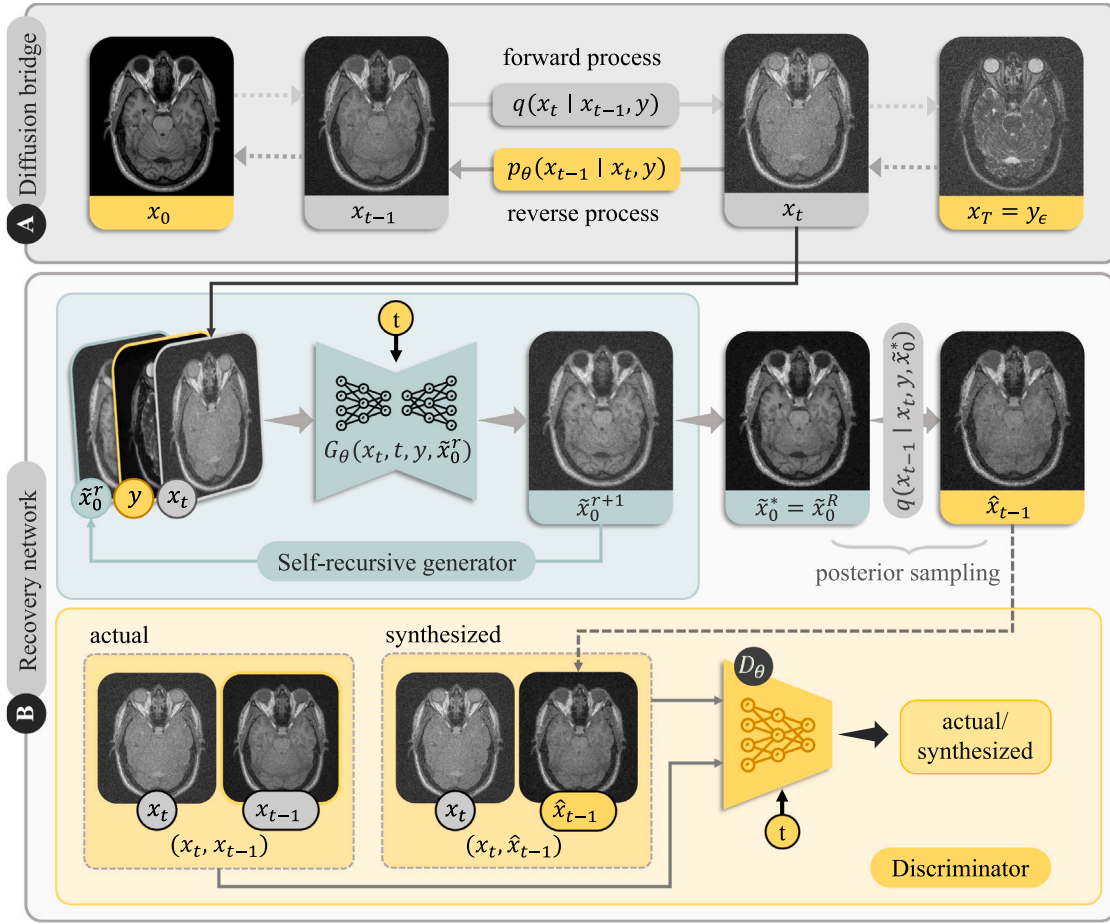 A Diffusion bridge
forward process
q(x_t | x_{t−1}, y)
p_θ(x_{t−1} | x_t, y)
reverse process
x_0
x_{t−1}
x_t
x_T = y_ϵ
B Recovery network
t
G_θ(x_t, t, y, x̃_0^r)
x̃_0^r
y
x_t
x̃_0^{r+1}
x̃_0^* = x̃_0^R
q(x_{t−1} | x_t, y, x̃_0^*)
x̂_{t−1}
Self-recursive generator
posterior sampling
actual
synthesized
D_θ
actual/
synthesized
x_t
x_{t−1}
x_t
x̂_{t−1}
(x_t, x_{t−1})
(x_t, x̂_{t−1})
t
Discriminator